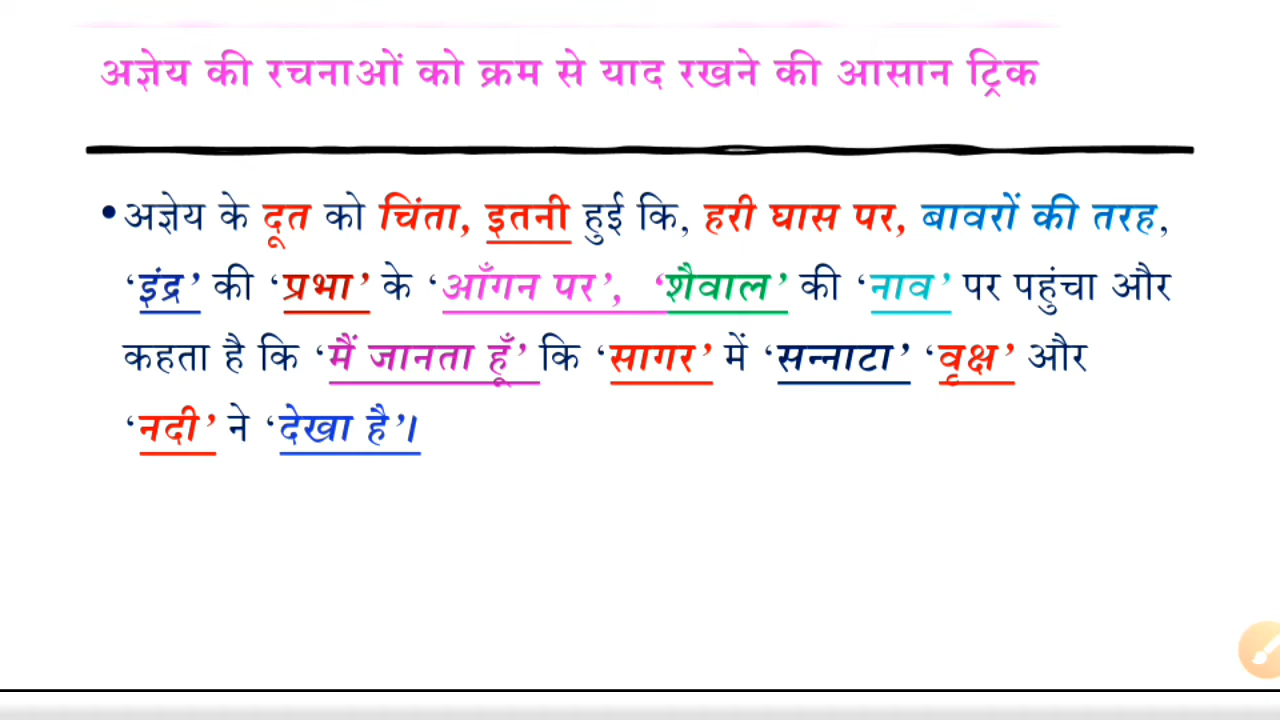 अज्ञेय की रचनाओं को क्रम से याद रखने की आसान ट्रिक
•अज्ञेय के दूत को चिंता, इतनी हुई कि, हरी घास पर, बावरों की तरह,
‘इंद्र’ की ‘प्रभा’ के ‘आँगन पर’, ‘शैवाल’ की ‘नाव’ पर पहुंचा और
कहता है कि ‘मैं जानता हूँ’ कि ‘सागर’ में ‘सन्नाटा’ ‘वृक्ष’ और
‘नदी’ ने ‘देखा है’।